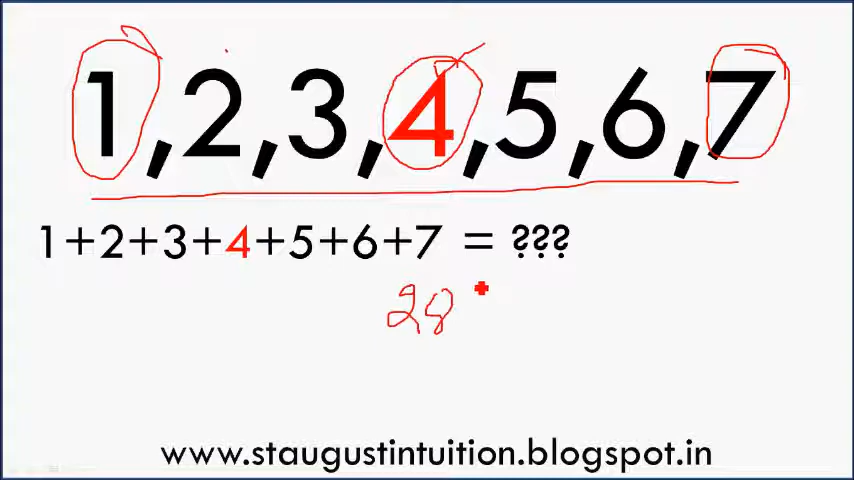 1,2,3,4,5,6,7
1+2+3+4+5+6+7 = ???
28
www.staugustintuition.blogspot.in